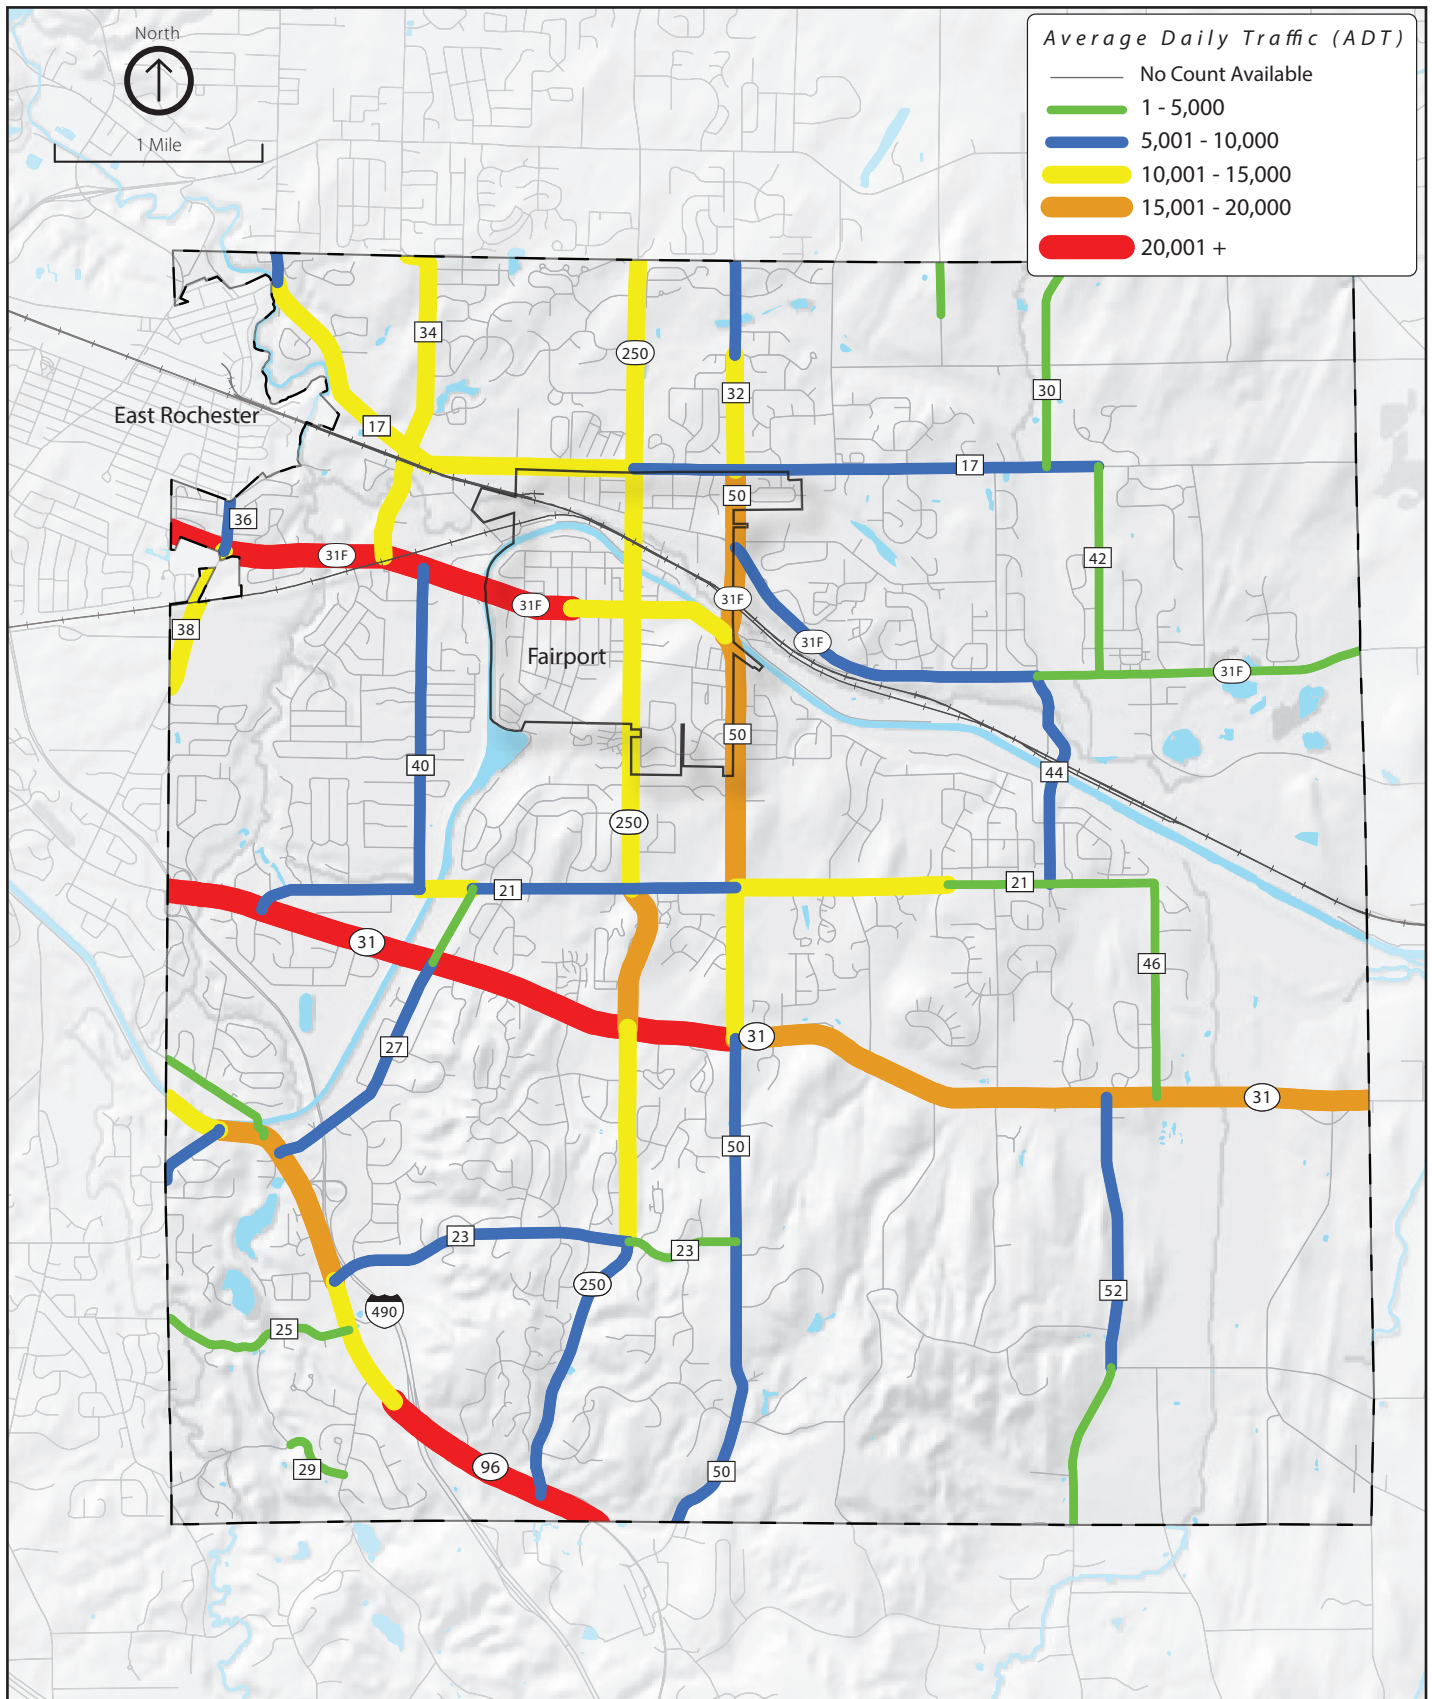 North
1 Mile
Average Daily Traffic (ADT)
No Count Available
1 - 5,000
5,001 - 10,000
10,001 - 15,000
15,001 - 20,000
20,001 +
34
250
32
30
East Rochester
17
17
50
36
31F
42
31F
31F
38
31F
Fairport
31F
50
40
44
250
21
21
31
46
31
27
31
50
23
23
250
52
490
25
96
29
50